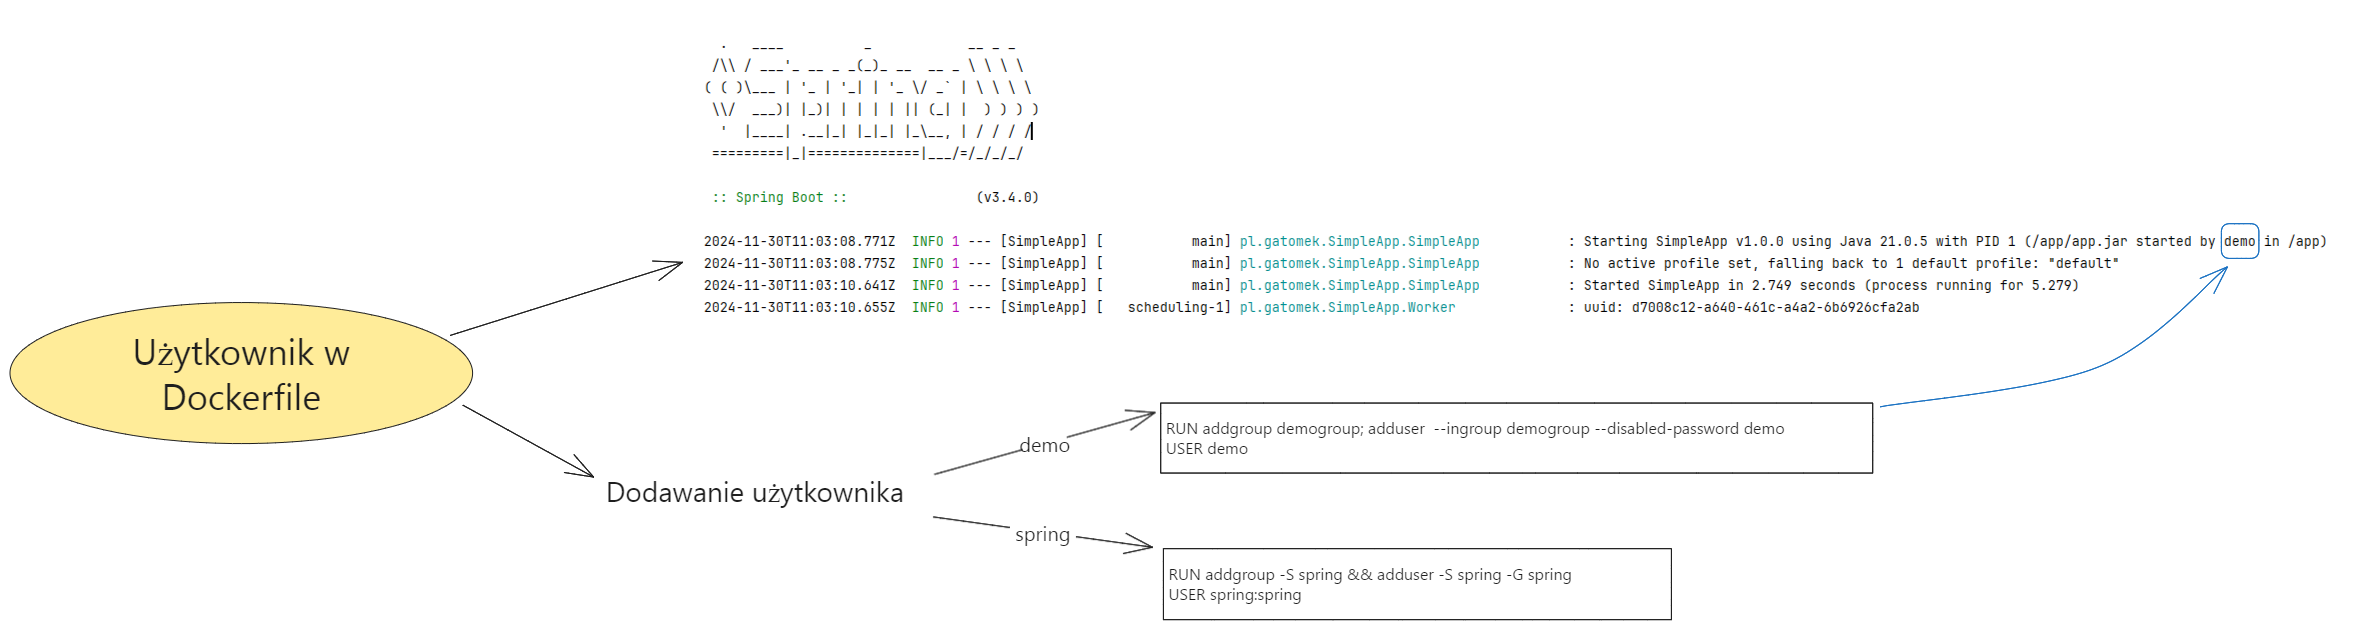 .   ____          _            __ _ _
 /\\ / ___'_ __ _ _(_)_ __  __ _ \ \ \ \
( ( )\___ | '_ | '_| | '_ \/ _` | \ \ \ \
 \\/  ___)| |_)| | | | | || (_| |  ) ) ) )
  '  |____| .__|_| |_|_| |_\__, | / / / /
 =========|_|==============|___/=/_/_/_/
 :: Spring Boot ::                (v3.4.0)
2024-11-30T11:03:08.771Z  INFO 1 --- [SimpleApp] [           main] pl.gatomek.SimpleApp.SimpleApp           : Starting SimpleApp v1.0.0 using Java 21.0.5 with PID 1 (/app/app.jar started by demo in /app)
2024-11-30T11:03:08.775Z  INFO 1 --- [SimpleApp] [           main] pl.gatomek.SimpleApp.SimpleApp           : No active profile set, falling back to 1 default profile: "default"
2024-11-30T11:03:10.641Z  INFO 1 --- [SimpleApp] [           main] pl.gatomek.SimpleApp.SimpleApp           : Started SimpleApp in 2.749 seconds (process running for 5.279)
2024-11-30T11:03:10.655Z  INFO 1 --- [SimpleApp] [   scheduling-1] pl.gatomek.SimpleApp.Worker              : uuid: d7008c12-a640-461c-a4a2-6b6926cfa2ab
Użytkownik w
Dockerfile
Dodawanie użytkownika
demo
RUN addgroup demogroup; adduser  --ingroup demogroup --disabled-password demo
USER demo
spring
RUN addgroup -S spring && adduser -S spring -G spring
USER spring:spring